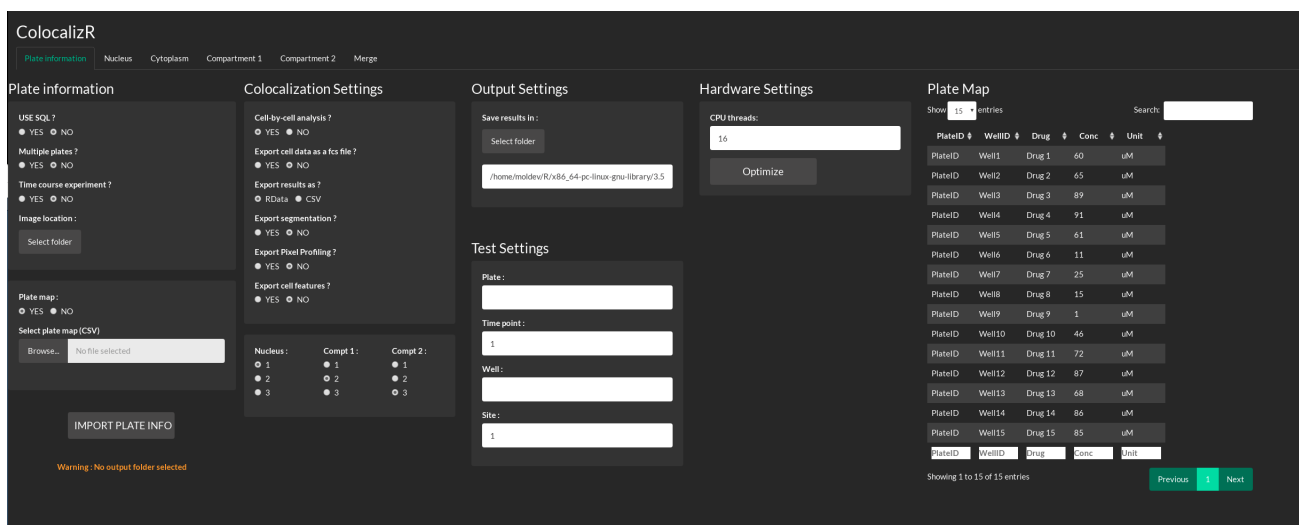 ColocalizR
Plate information Nucleus Cytoplasm Compartment 1 Compartment 2 Merge
Plate information
USE SQL ?
YES NO
Multiple plates ?
YES NO
Time course experiment ?
YES NO
Image location :
Select folder
Plate map :
YES NO
Select plate map (CSV)
Browse... No file selected
IMPORT PLATE INFO
Warning : No output folder selected
Colocalization Settings
Cell-by-cell analysis ?
YES NO
Export cell data as a fcs file ?
YES NO
Export results as ?
RData CSV
Export segmentation ?
YES NO
Export Pixel Profiling ?
YES NO
Export cell features ?
YES NO
Nucleus : Compt 1 : Compt 2 :
1 1 1
2 2 2
3 3 3
Output Settings
Save results in :
Select folder
/home/moldev/R/x86_64-pc-linux-gnu-library/3.5
Test Settings
Plate :
Time point :
1
Well :
Site :
1
Hardware Settings
CPU threads:
16
Optimize
Plate Map
Show 15 entries Search:
PlateID WellID Drug Conc Unit
PlateID Well1 Drug 1 60 uM
PlateID Well2 Drug 2 65 uM
PlateID Well3 Drug 3 89 uM
PlateID Well4 Drug 4 91 uM
PlateID Well5 Drug 5 61 uM
PlateID Well6 Drug 6 11 uM
PlateID Well7 Drug 7 25 uM
PlateID Well8 Drug 8 15 uM
PlateID Well9 Drug 9 1 uM
PlateID Well10 Drug 10 46 uM
PlateID Well11 Drug 11 72 uM
PlateID Well12 Drug 12 87 uM
PlateID Well13 Drug 13 68 uM
PlateID Well14 Drug 14 86 uM
PlateID Well15 Drug 15 85 uM
PlateID WellID Drug Conc Unit
Showing 1 to 15 of 15 entries
Previous 1 Next